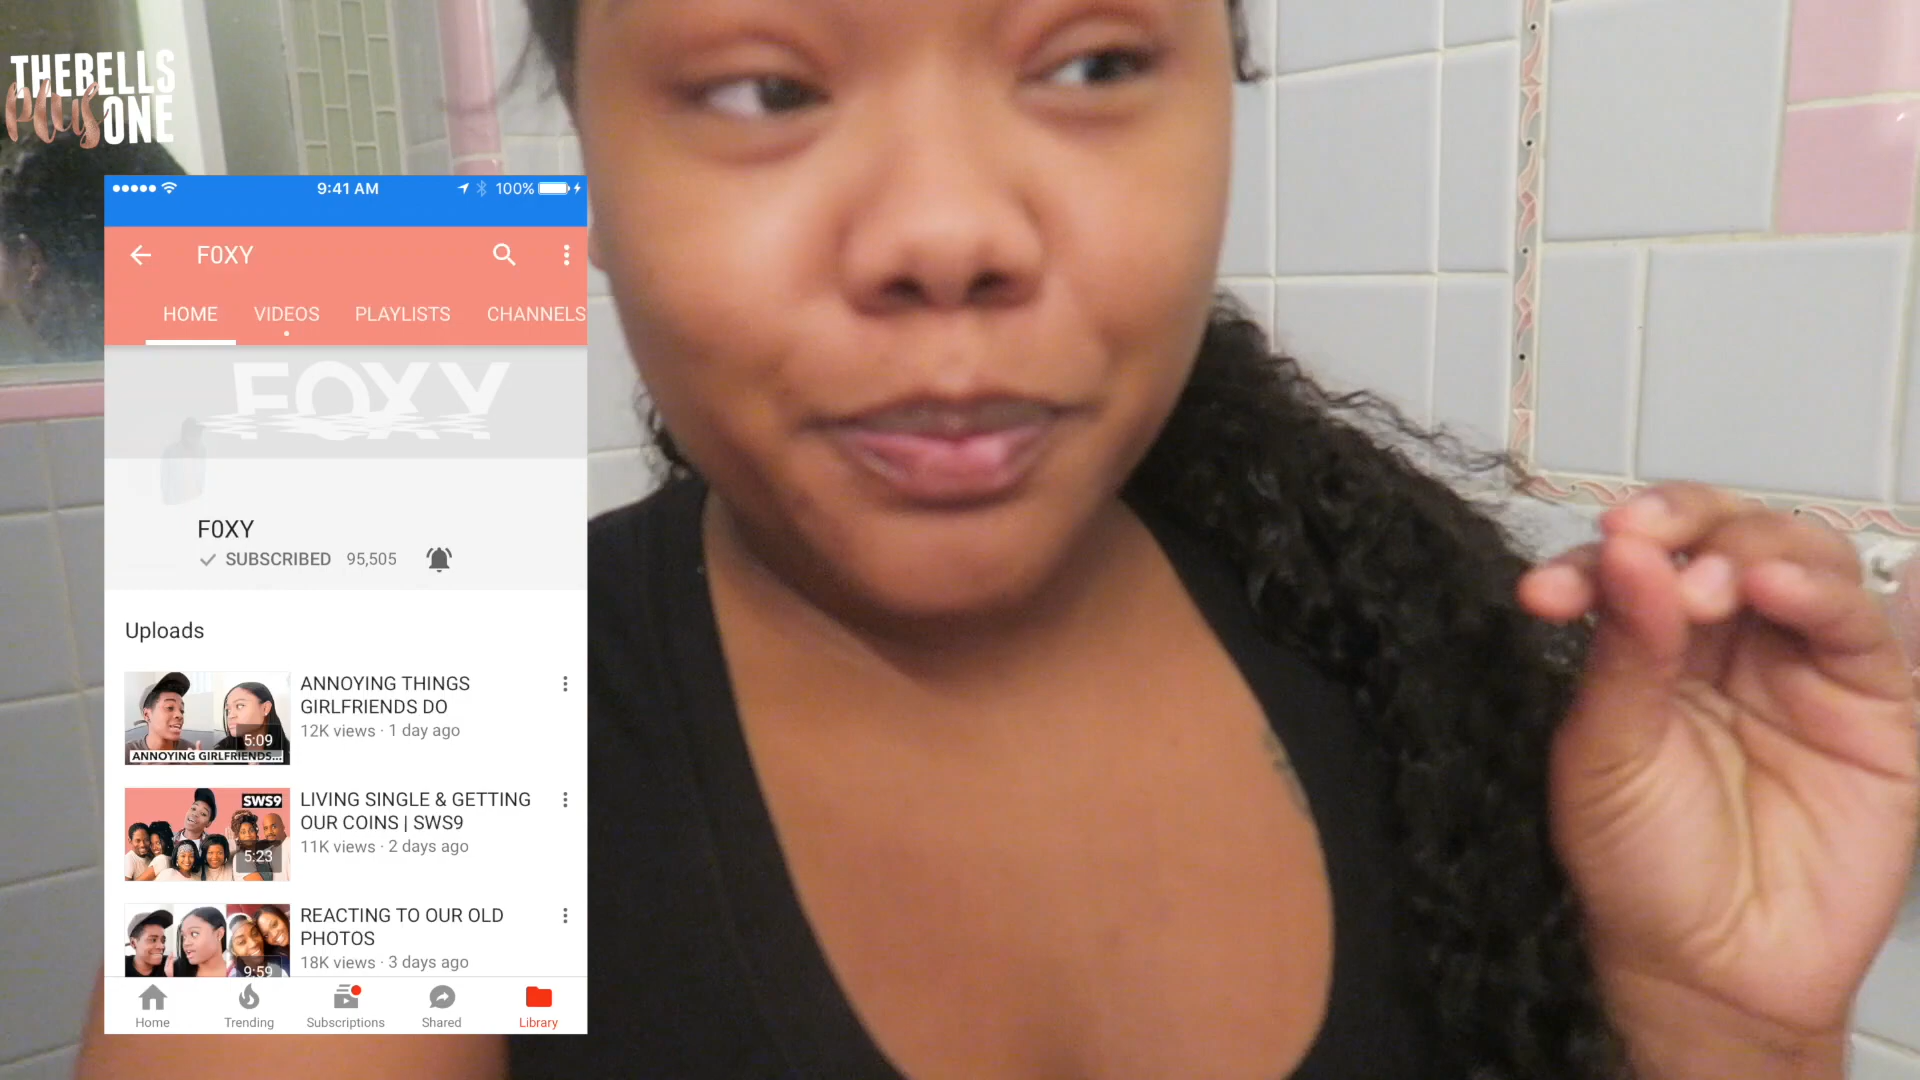 THEBELLS
plus ONE
9:41 AM
100%
F0XY
HOME VIDEOS PLAYLISTS CHANNELS
FOXY
F0XY
SUBSCRIBED 95,505
Uploads
ANNOYING THINGS
GIRLFRIENDS DO
12K views · 1 day ago
5:09
ANNOYING GIRLFRIENDS...
SWS9
LIVING SINGLE & GETTING
OUR COINS | SWS9
11K views · 2 days ago
5:23
REACTING TO OUR OLD
PHOTOS
18K views · 3 days ago
9:59
Home Trending Subscriptions Shared Library